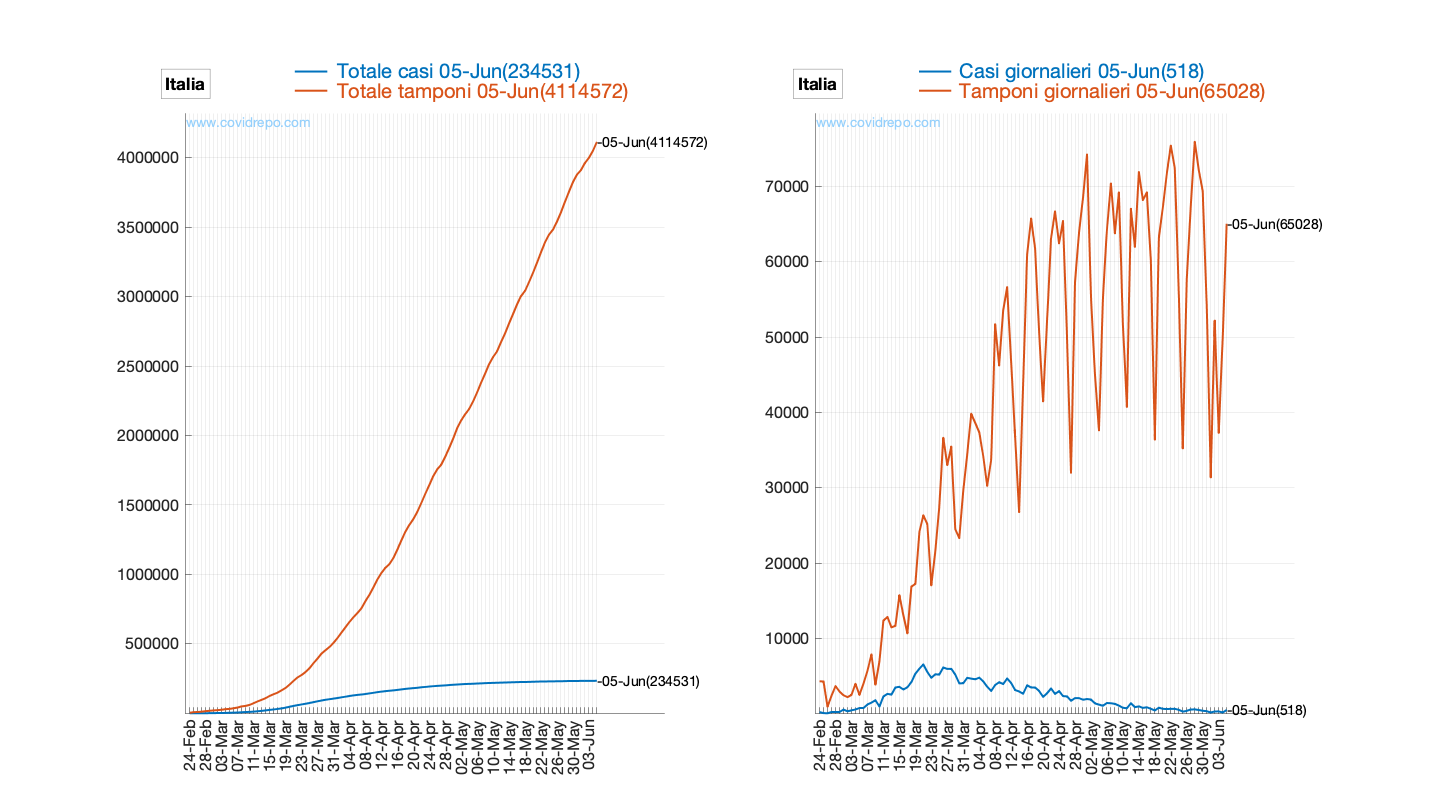 Italia
Totale casi 05-Jun(234531)
Totale tamponi 05-Jun(4114572)
www.covidrepo.com
05-Jun(4114572)
4000000
3500000
3000000
2500000
2000000
1500000
1000000
500000
05-Jun(234531)
24-Feb
28-Feb
03-Mar
07-Mar
11-Mar
15-Mar
19-Mar
23-Mar
27-Mar
31-Mar
04-Apr
08-Apr
12-Apr
16-Apr
20-Apr
24-Apr
28-Apr
02-May
06-May
10-May
14-May
18-May
22-May
26-May
30-May
03-Jun
Italia
Casi giornalieri 05-Jun(518)
Tamponi giornalieri 05-Jun(65028)
www.covidrepo.com
70000
05-Jun(65028)
60000
50000
40000
30000
20000
10000
05-Jun(518)
24-Feb
28-Feb
03-Mar
07-Mar
11-Mar
15-Mar
19-Mar
23-Mar
27-Mar
31-Mar
04-Apr
08-Apr
12-Apr
16-Apr
20-Apr
24-Apr
28-Apr
02-May
06-May
10-May
14-May
18-May
22-May
26-May
30-May
03-Jun